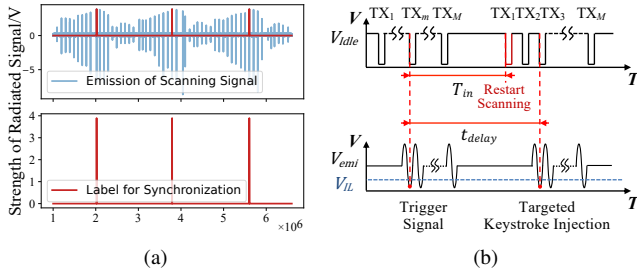 Strength of Radiated Signal/V
0
−5
Emission of Scanning Signal
4
3
2
1
0
Label for Synchronization
1 2 3 4 5 6
×10⁶
(a)
V TX₁ TXₘ TX_M TX₁TX₂TX₃ TX_M
V_Idle
T_in Restart
Scanning
T
t_delay
V
V_emi
V_IL
T
Trigger Targeted
Signal Keystroke Injection
(b)